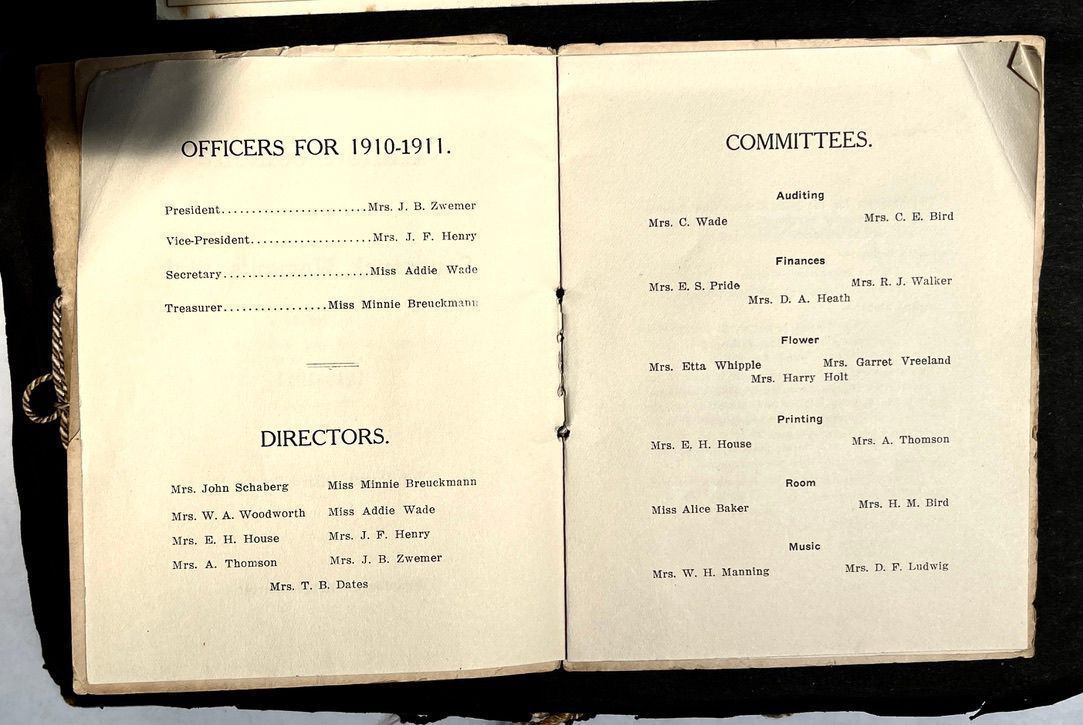 OFFICERS FOR 1910-1911.
President........................Mrs. J. B. Zwemer
Vice-President....................Mrs. J. F. Henry
Secretary........................Miss Addie Wade
Treasurer.................Miss Minnie Breuckmann
DIRECTORS.
Mrs. John Schaberg Miss Minnie Breuckmann
Mrs. W. A. Woodworth Miss Addie Wade
Mrs. E. H. House Mrs. J. F. Henry
Mrs. A. Thomson Mrs. J. B. Zwemer
Mrs. T. B. Dates
COMMITTEES.
Auditing
Mrs. C. Wade Mrs. C. E. Bird
Finances
Mrs. E. S. Pride Mrs. R. J. Walker
Mrs. D. A. Heath
Flower
Mrs. Etta Whipple Mrs. Garret Vreeland
Mrs. Harry Holt
Printing
Mrs. E. H. House Mrs. A. Thomson
Room
Miss Alice Baker Mrs. H. M. Bird
Music
Mrs. W. H. Manning Mrs. D. F. Ludwig